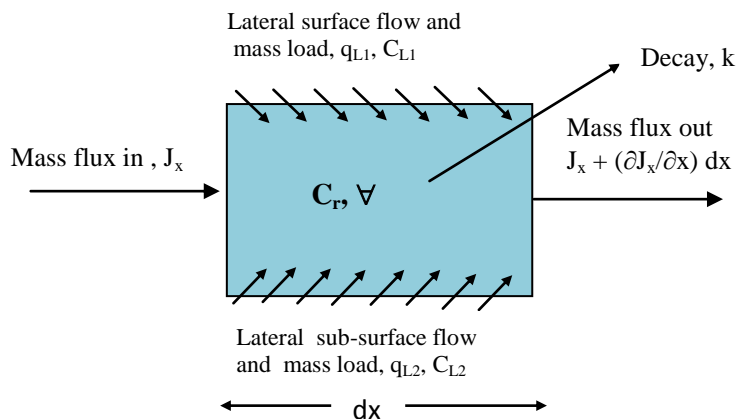 Lateral surface flow and
mass load, qL1, CL1
Decay, k
Mass flux in , Jx
Mass flux out
Jx + (∂Jx/∂x) dx
Cr, ∀
Lateral sub-surface flow
and mass load, qL2, CL2
dx